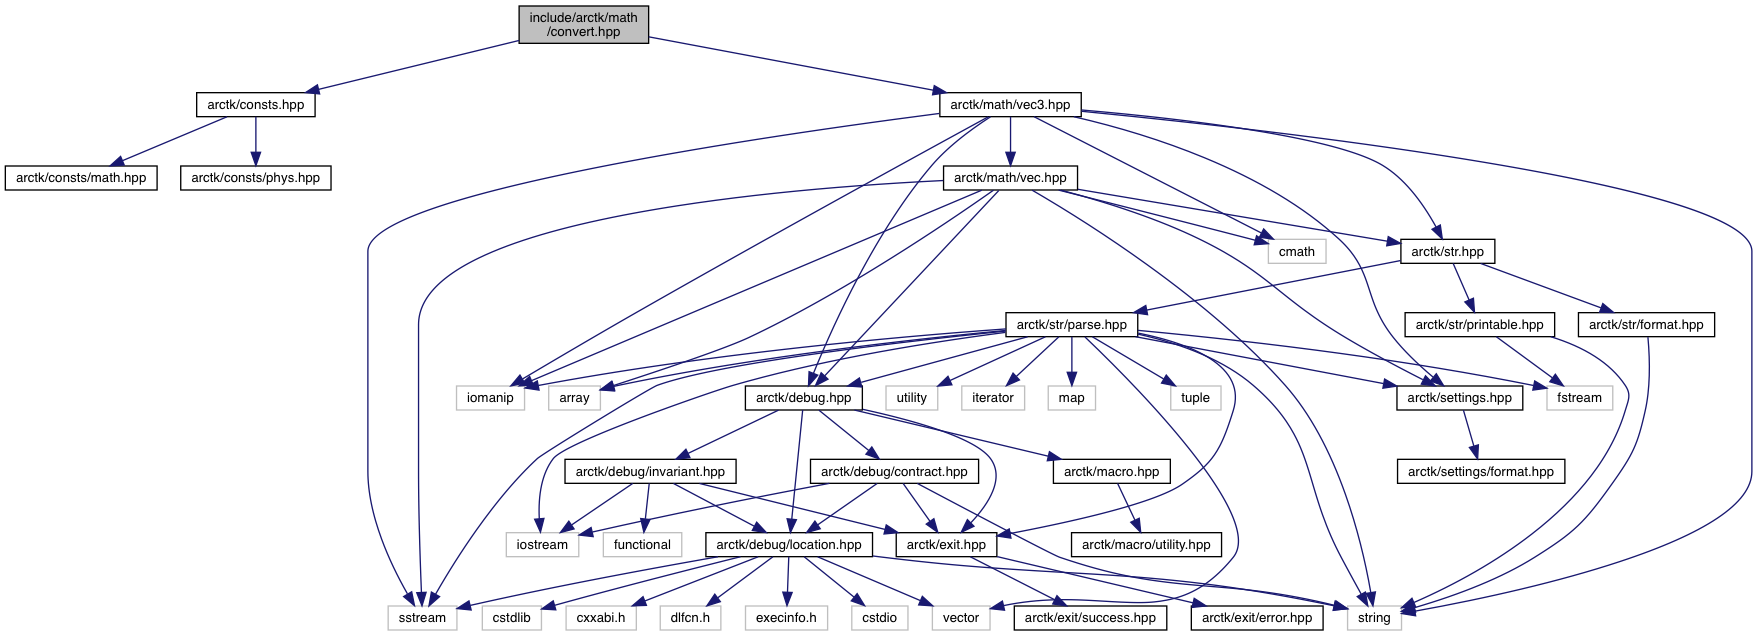 include/arctk/math
/convert.hpp
arctk/consts.hpp
arctk/math/vec3.hpp
arctk/consts/math.hpp
arctk/consts/phys.hpp
arctk/math/vec.hpp
cmath
arctk/str.hpp
arctk/str/parse.hpp
arctk/str/printable.hpp
arctk/str/format.hpp
iomanip
array
arctk/debug.hpp
utility
iterator
map
tuple
arctk/settings.hpp
fstream
arctk/debug/invariant.hpp
arctk/debug/contract.hpp
arctk/macro.hpp
arctk/settings/format.hpp
iostream
functional
arctk/debug/location.hpp
arctk/exit.hpp
arctk/macro/utility.hpp
sstream
cstdlib
cxxabi.h
dlfcn.h
execinfo.h
cstdio
vector
arctk/exit/success.hpp
arctk/exit/error.hpp
string